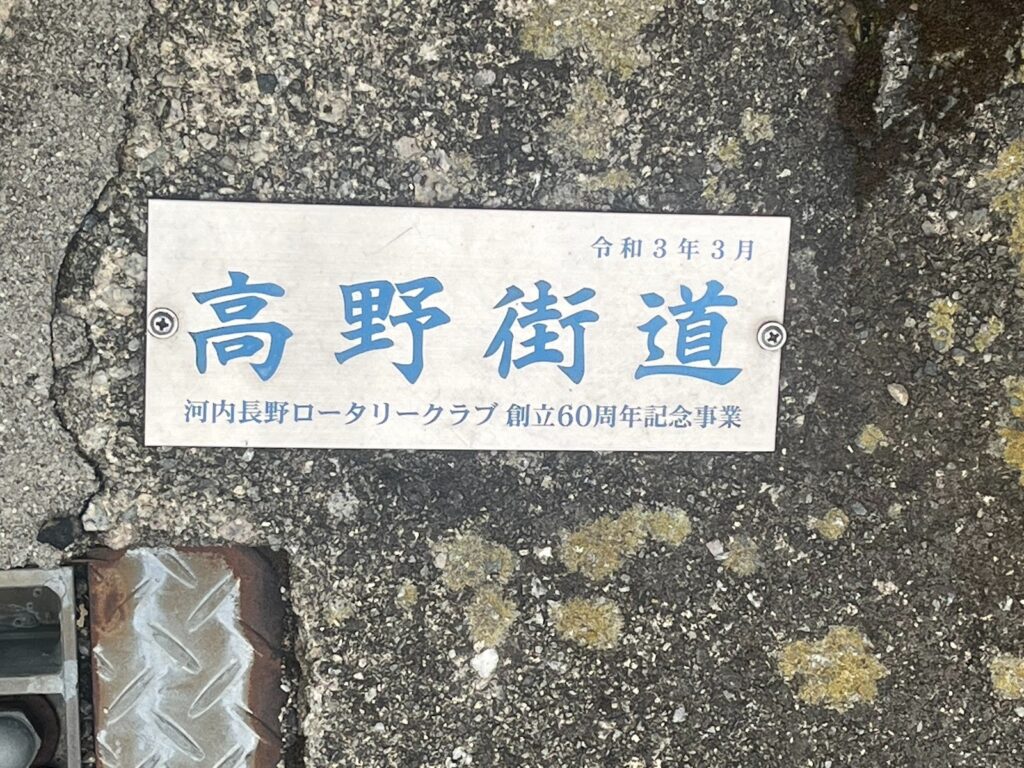 令和3年3月
高野街道
河内長野ロータリークラブ 創立60周年記念事業